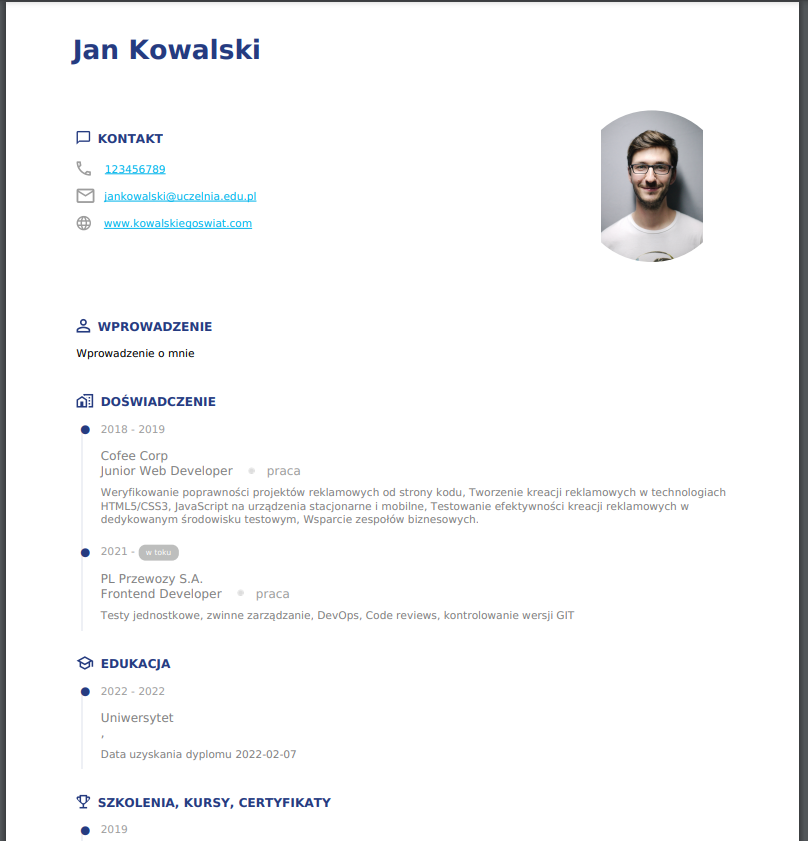 Jan Kowalski
KONTAKT
123456789
jankowalski@uczelnia.edu.pl
www.kowalskiegoswiat.com
WPROWADZENIE
Wprowadzenie o mnie
DOŚWIADCZENIE
2018 - 2019
Cofee Corp
Junior Web Developer praca
Weryfikowanie poprawności projektów reklamowych od strony kodu, Tworzenie kreacji reklamowych w technologiach
HTML5/CSS3, JavaScript na urządzenia stacjonarne i mobilne, Testowanie efektywności kreacji reklamowych w
dedykowanym środowisku testowym, Wsparcie zespołów biznesowych.
2021 - w toku
PL Przewozy S.A.
Frontend Developer praca
Testy jednostkowe, zwinne zarządzanie, DevOps, Code reviews, kontrolowanie wersji GIT
EDUKACJA
2022 - 2022
Uniwersytet
,
Data uzyskania dyplomu 2022-02-07
SZKOLENIA, KURSY, CERTYFIKATY
2019